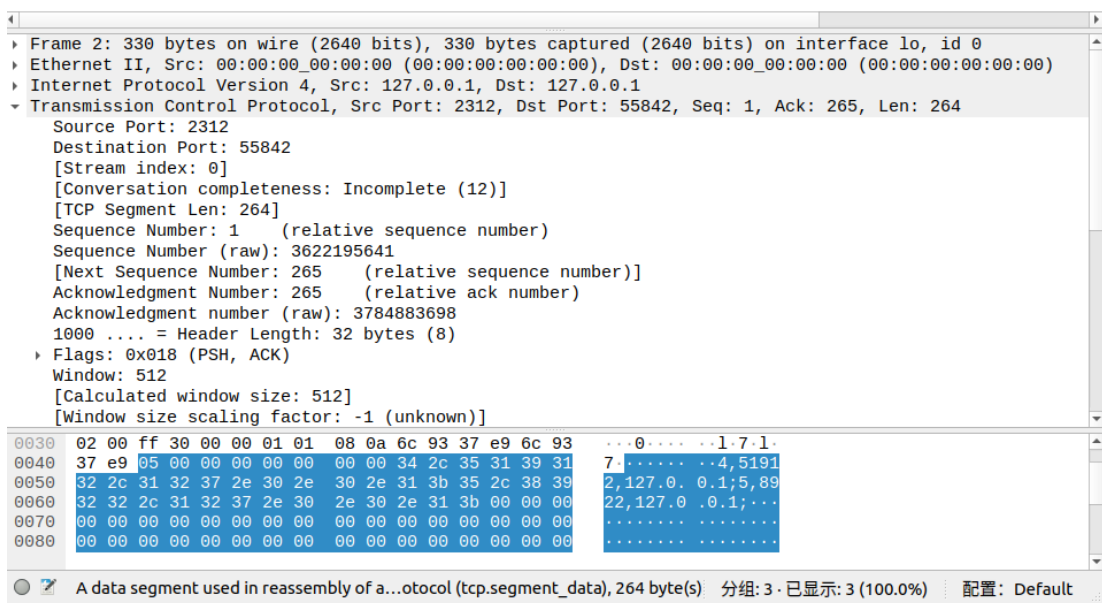 Frame 2: 330 bytes on wire (2640 bits), 330 bytes captured (2640 bits) on interface lo, id 0
Ethernet II, Src: 00:00:00_00:00:00 (00:00:00:00:00:00), Dst: 00:00:00_00:00:00 (00:00:00:00:00:00)
Internet Protocol Version 4, Src: 127.0.0.1, Dst: 127.0.0.1
Transmission Control Protocol, Src Port: 2312, Dst Port: 55842, Seq: 1, Ack: 265, Len: 264
Source Port: 2312
Destination Port: 55842
[Stream index: 0]
[Conversation completeness: Incomplete (12)]
[TCP Segment Len: 264]
Sequence Number: 1    (relative sequence number)
Sequence Number (raw): 3622195641
[Next Sequence Number: 265    (relative sequence number)]
Acknowledgment Number: 265    (relative ack number)
Acknowledgment number (raw): 3784883698
1000 .... = Header Length: 32 bytes (8)
Flags: 0x018 (PSH, ACK)
Window: 512
[Calculated window size: 512]
[Window size scaling factor: -1 (unknown)]
0030  02 00 ff 30 00 00 01 01  08 0a 6c 93 37 e9 6c 93  ···0···· ··l·7·l·
0040  37 e9 05 00 00 00 00 00  00 00 34 2c 35 31 39 31  7······· ··4,5191
0050  32 2c 31 32 37 2e 30 2e  30 2e 31 3b 35 2c 38 39  2,127.0. 0.1;5,89
0060  32 32 2c 31 32 37 2e 30  2e 30 2e 31 3b 00 00 00  22,127.0 .0.1;···
0070  00 00 00 00 00 00 00 00  00 00 00 00 00 00 00 00  ········ ········
0080  00 00 00 00 00 00 00 00  00 00 00 00 00 00 00 00  ········ ········
A data segment used in reassembly of a…otocol (tcp.segment_data), 264 byte(s)  分组: 3 · 已显示: 3 (100.0%)  配置: Default